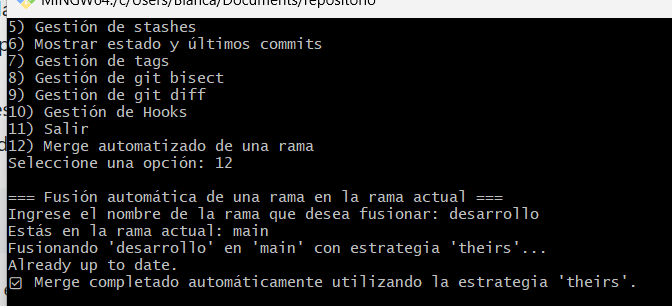 MINGW64:/c/Users/Bianca/Documents/repositorio
5) Gestión de stashes
6) Mostrar estado y últimos commits
7) Gestión de tags
8) Gestión de git bisect
9) Gestión de git diff
10) Gestión de Hooks
11) Salir
12) Merge automatizado de una rama
Seleccione una opción: 12
=== Fusión automática de una rama en la rama actual ===
Ingrese el nombre de la rama que desea fusionar: desarrollo
Estás en la rama actual: main
Fusionando 'desarrollo' en 'main' con estrategia 'theirs'...
Already up to date.
☑ Merge completado automáticamente utilizando la estrategia 'theirs'.